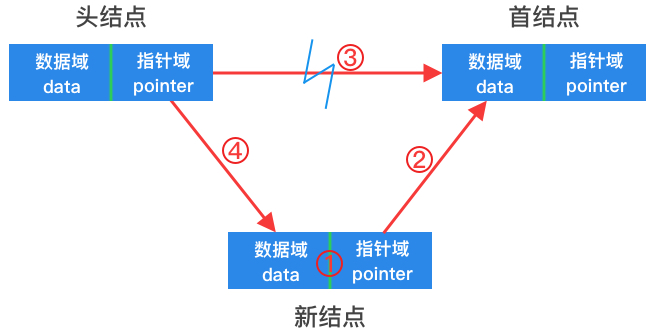 头结点
首结点
数据域
data
指针域
pointer
③
数据域
data
指针域
pointer
④
②
数据域
data
①
指针域
pointer
新结点